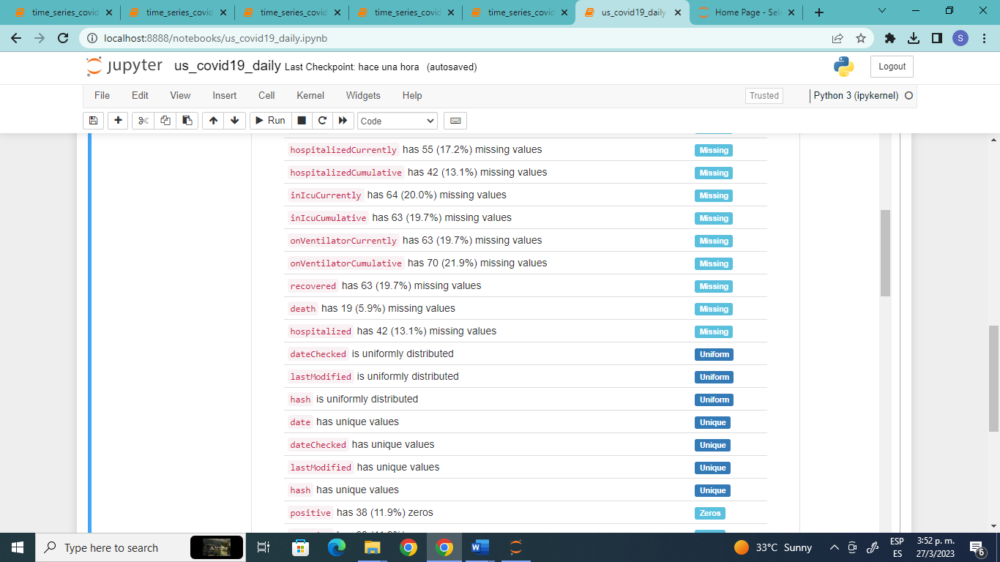 time_series_covid
time_series_covid
time_series_covid
time_series_covid
time_series_covid
us_covid19_daily
Home Page - Sele
localhost:8888/notebooks/us_covid19_daily.ipynb
S
jupyter us_covid19_daily Last Checkpoint: hace una hora (autosaved)
Logout
File Edit View Insert Cell Kernel Widgets Help
Trusted
Python 3 (ipykernel)
Run
Code
hospitalizedCurrently has 55 (17.2%) missing values Missing
hospitalizedCumulative has 42 (13.1%) missing values Missing
inIcuCurrently has 64 (20.0%) missing values Missing
inIcuCumulative has 63 (19.7%) missing values Missing
onVentilatorCurrently has 63 (19.7%) missing values Missing
onVentilatorCumulative has 70 (21.9%) missing values Missing
recovered has 63 (19.7%) missing values Missing
death has 19 (5.9%) missing values Missing
hospitalized has 42 (13.1%) missing values Missing
dateChecked is uniformly distributed Uniform
lastModified is uniformly distributed Uniform
hash is uniformly distributed Uniform
date has unique values Unique
dateChecked has unique values Unique
lastModified has unique values Unique
hash has unique values Unique
positive has 38 (11.9%) zeros Zeros
Type here to search
33°C Sunny
ESP
ES
3:52 p. m.
27/3/2023
6